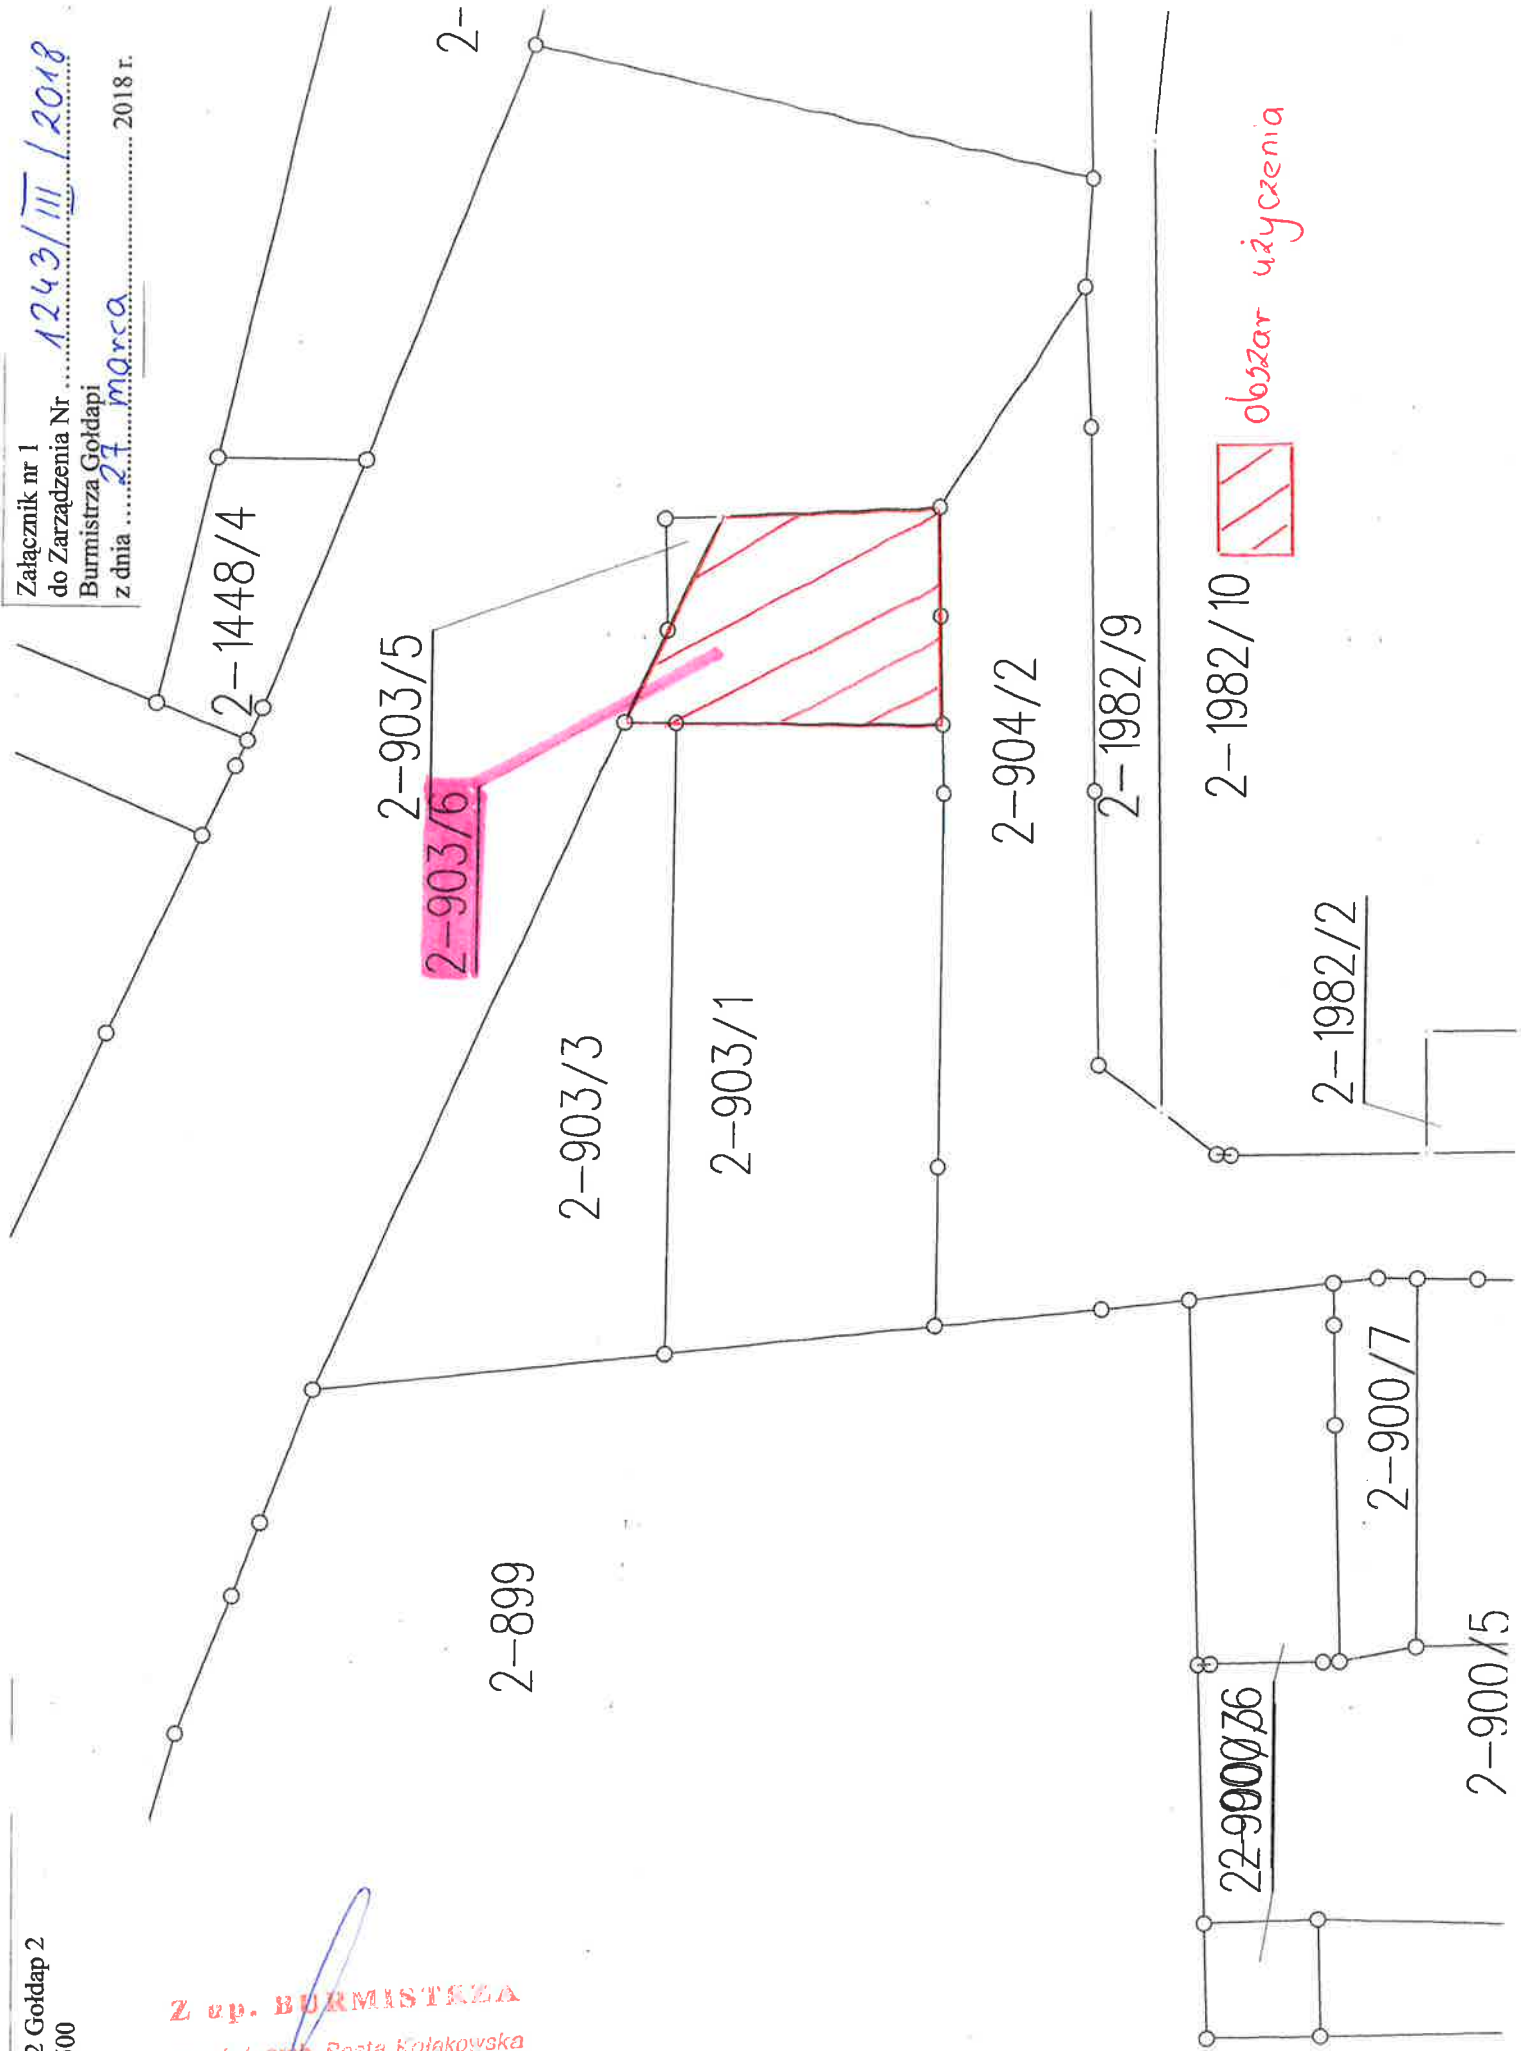 Załącznik nr 1
do Zarządzenia Nr ....1243/III/2018
Burmistrza Gołdapi
z dnia ....27 marca.... 2018 r.
2 Gołdap 2
2-
2-1448/4
2-903/5
2-903/6
2-903/3
2-903/1
2-904/2
2-1982/9
2-1982/10
obszar użyczenia
2-1982/2
2-899
2-900/7
2-900/5
Z up. BURMISTRZA
Beata Kołakowska